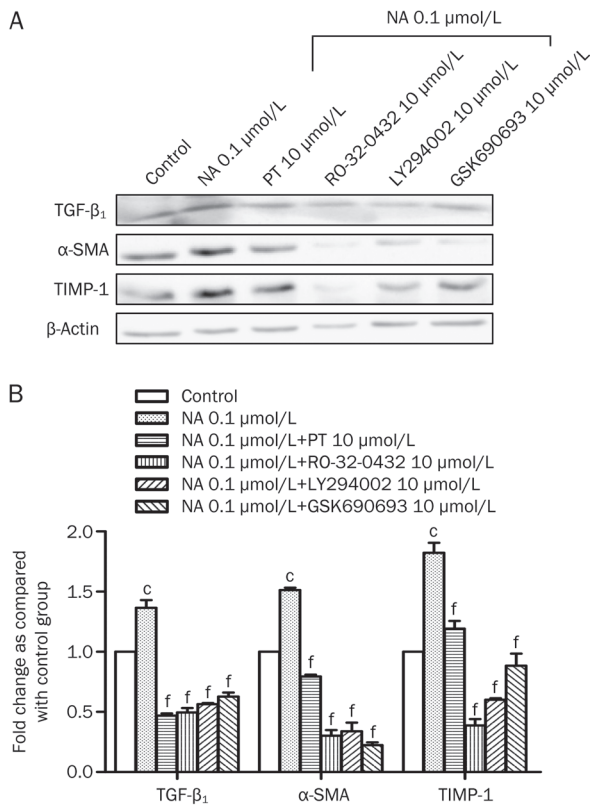 A
NA 0.1 μmol/L
Control
NA 0.1 μmol/L
PT 10 μmol/L
RO-32-0432 10 μmol/L
LY294002 10 μmol/L
GSK690693 10 μmol/L
TGF-β₁
α-SMA
TIMP-1
β-Actin
B
Control
NA 0.1 μmol/L
NA 0.1 μmol/L+PT 10 μmol/L
NA 0.1 μmol/L+RO-32-0432 10 μmol/L
NA 0.1 μmol/L+LY294002 10 μmol/L
NA 0.1 μmol/L+GSK690693 10 μmol/L
Fold change as compared
with control group
2.0
1.5
1.0
0.5
0.0
c
f
f
f
f
c
f
f
f
f
c
f
f
f
f
TGF-β₁
α-SMA
TIMP-1